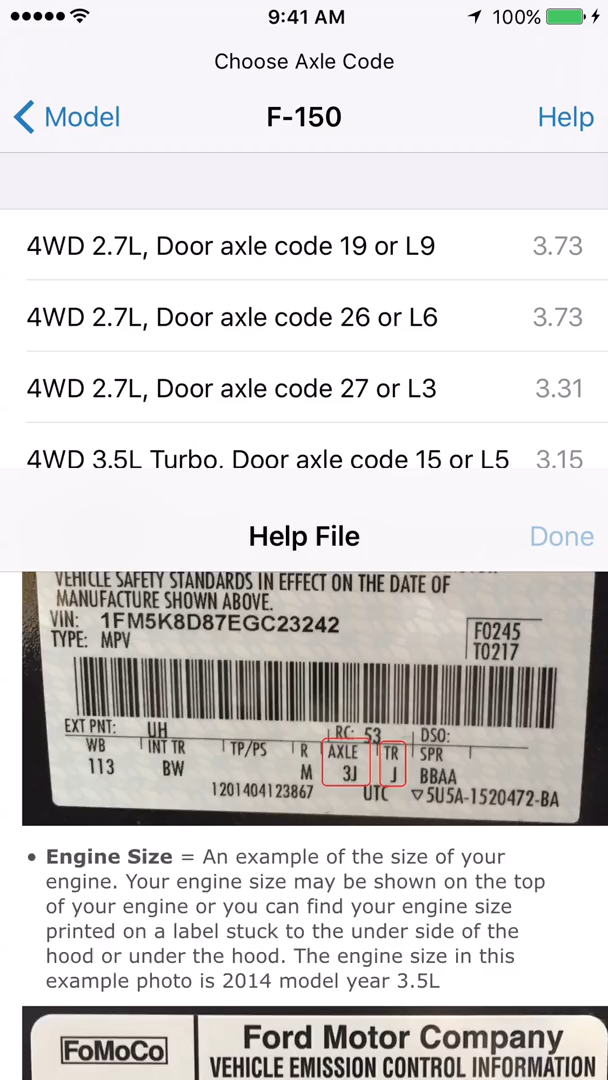 9:41 AM 100%
Choose Axle Code
Model F-150 Help
4WD 2.7L, Door axle code 19 or L9 3.73
4WD 2.7L, Door axle code 26 or L6 3.73
4WD 2.7L, Door axle code 27 or L3 3.31
4WD 3.5L Turbo, Door axle code 15 or L5 3.15
Help File Done
VEHICLE SAFETY STANDARDS IN EFFECT ON THE DATE OF
MANUFACTURE SHOWN ABOVE.
VIN: 1FM5K8D87EGC23242
TYPE: MPV
F0245
T0217
EXT PNT: UH RC: 53 DSO:
WB INT TR TP/PS R AXLE TR SPR
113 BW M 3J J BBAA
1201404123867 UTC ▽5U5A-1520472-BA
• Engine Size = An example of the size of your
engine. Your engine size may be shown on the top
of your engine or you can find your engine size
printed on a label stuck to the under side of the
hood or under the hood. The engine size in this
example photo is 2014 model year 3.5L
FoMoCo
Ford Motor Company
VEHICLE EMISSION CONTROL INFORMATION